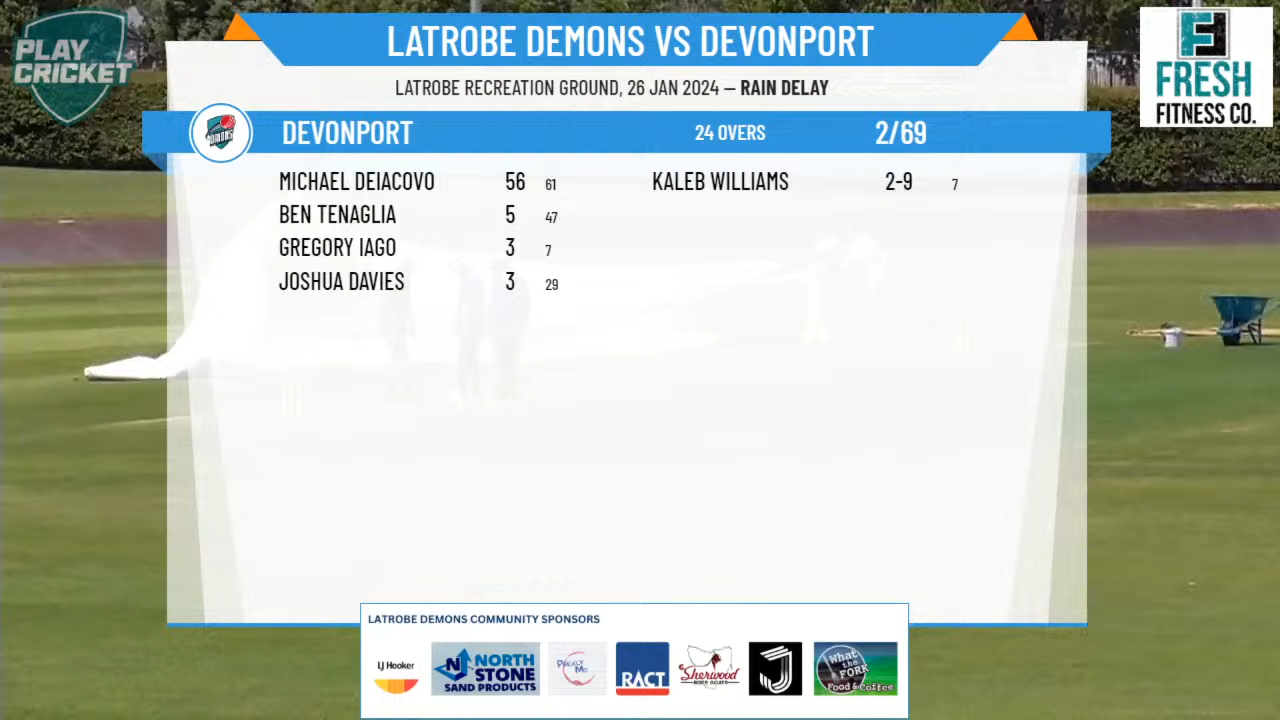 LATROBE DEMONS VS DEVONPORT
PLAY
CRICKET
LATROBE RECREATION GROUND, 26 JAN 2024 – RAIN DELAY
FRESH
FITNESS CO.
DEVONPORT 24 OVERS 2/69
MICHAEL DEIACOVO 56 61 KALEB WILLIAMS 2-9 7
BEN TENAGLIA 5 47
GREGORY IAGO 3 7
JOSHUA DAVIES 3 29
LATROBE DEMONS COMMUNITY SPONSORS
LJ Hooker
NORTH
STONE
SAND PRODUCTS
RACT
Sherwood
BOER GOATS
What
the
FORK
Food & Coffee